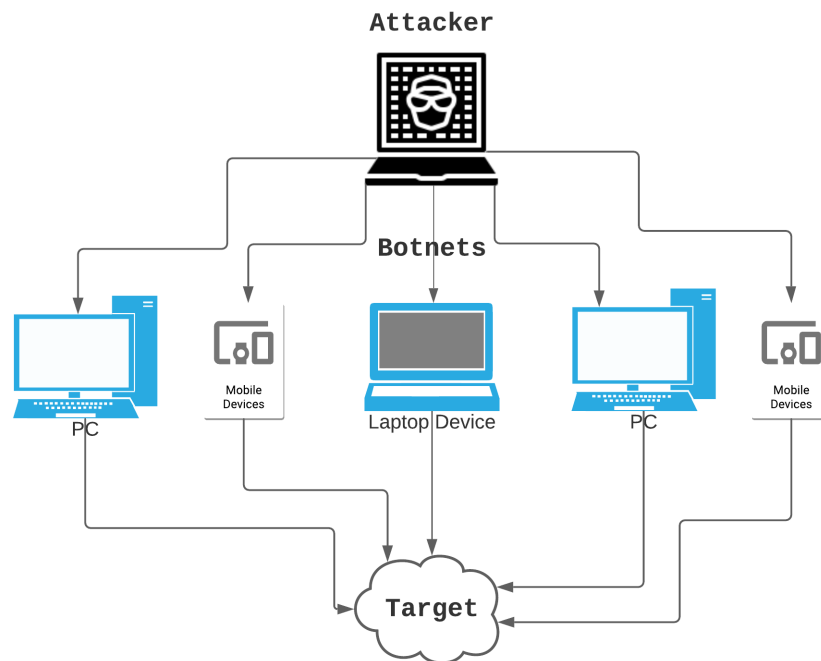 Attacker
Botnets
Mobile
Devices
Mobile
Devices
PC
Laptop Device
PC
Target